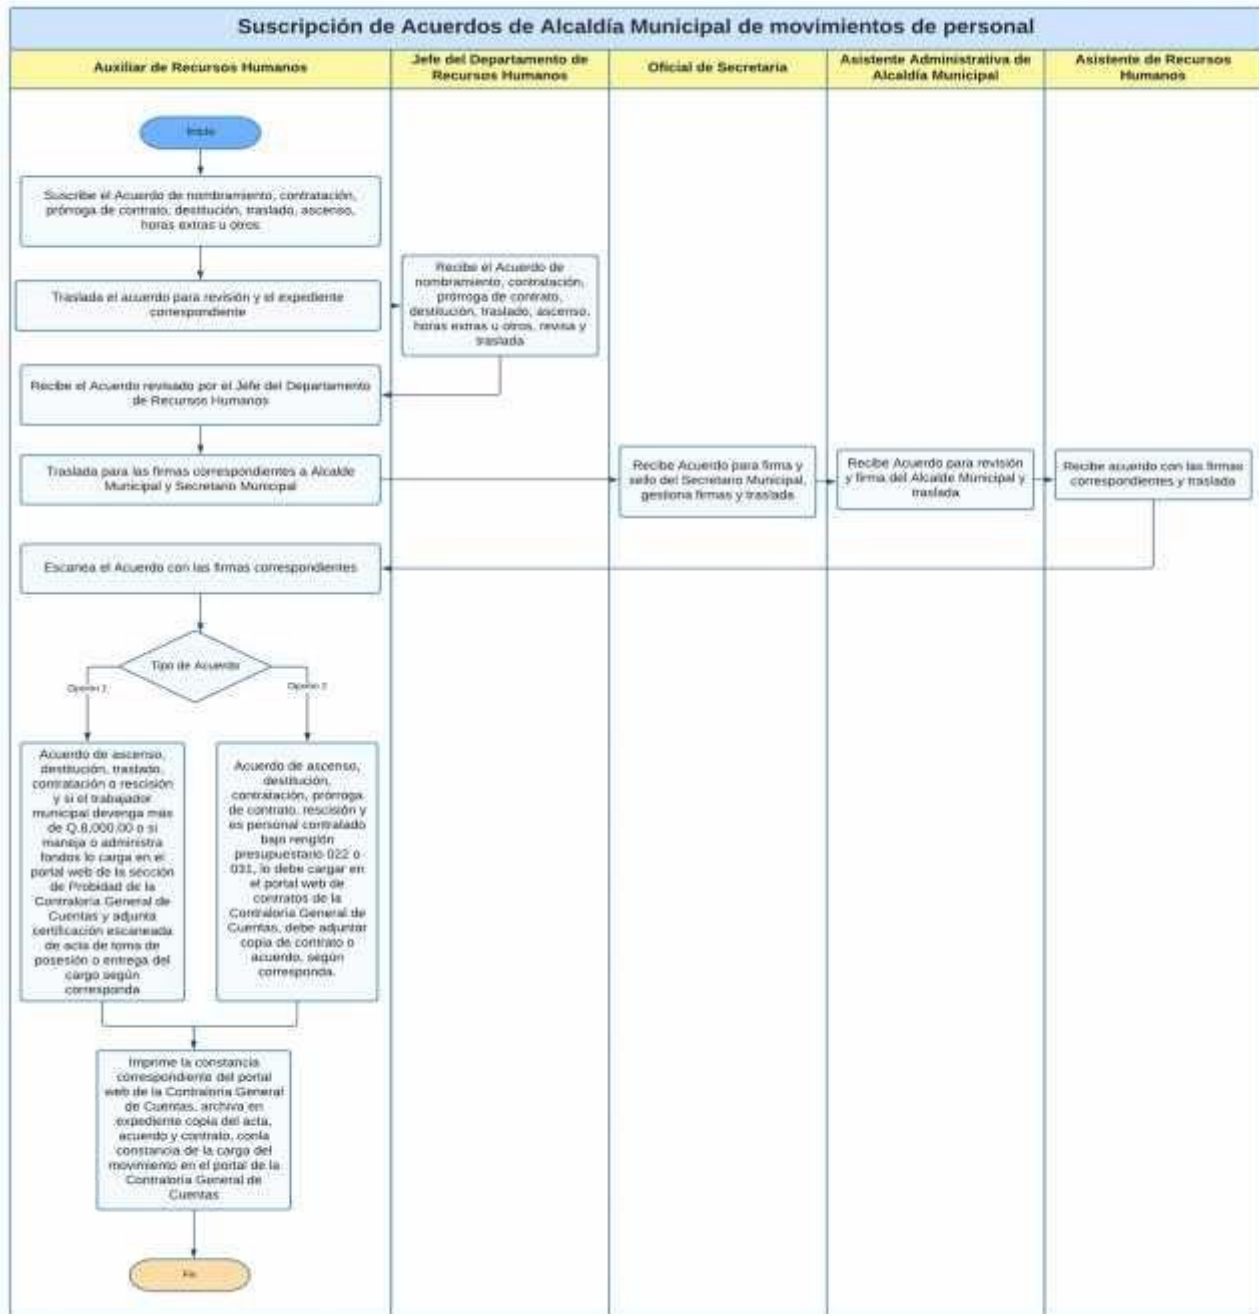 Suscripción de Acuerdos de Alcaldía Municipal de movimientos de personal
Auxiliar de Recursos Humanos
Jefe del Departamento de
Recursos Humanos
Oficial de Secretaria
Asistente Administrativa de
Alcaldía Municipal
Asistente de Recursos
Humanos
Inicio
Suscribe el Acuerdo de nombramiento, contratación,
prórroga de contrato, destitución, traslado, ascenso,
horas extras u otros
Traslada el acuerdo para revisión y el expediente
correspondiente
Recibe el Acuerdo de
nombramiento, contratación,
prórroga de contrato,
destitución, traslado, ascenso,
horas extras u otros, revisa y
traslada
Recibe el Acuerdo revisado por el Jefe del Departamento
de Recursos Humanos
Traslada para las firmas correspondientes a Alcalde
Municipal y Secretario Municipal
Recibe Acuerdo para firma y
sello del Secretario Municipal,
gestiona firmas y traslada
Recibe Acuerdo para revisión
y firma del Alcalde Municipal y
traslada
Recibe acuerdo con las firmas
correspondientes y traslada
Escanea el Acuerdo con las firmas correspondientes
Tipo de Acuerdo
Opción 1
Opción 2
Acuerdo de ascenso,
destitución, traslado,
contratación o rescisión
y si el trabajador
municipal devenga más
de Q.8,000.00 o si
maneja o administra
fondos lo carga en el
portal web de la sección
de Probidad de la
Contraloría General de
Cuentas y adjunta
certificación escaneada
de acta de toma de
posesión o entrega del
cargo según
corresponda
Acuerdo de ascenso,
destitución,
contratación, prórroga
de contrato, rescisión y
es personal contratado
bajo renglón
presupuestario 022 o
031, lo debe cargar en
el portal web de
contratos de la
Contraloría General de
Cuentas, debe adjuntar
copia de contrato o
acuerdo, según
corresponda.
Imprime la constancia
correspondiente del portal
web de la Contraloría General
de Cuentas, archiva en
expediente copia del acta,
acuerdo y contrato, conla
constancia de la carga del
movimiento en el portal de la
Contraloría General de
Cuentas
Fin